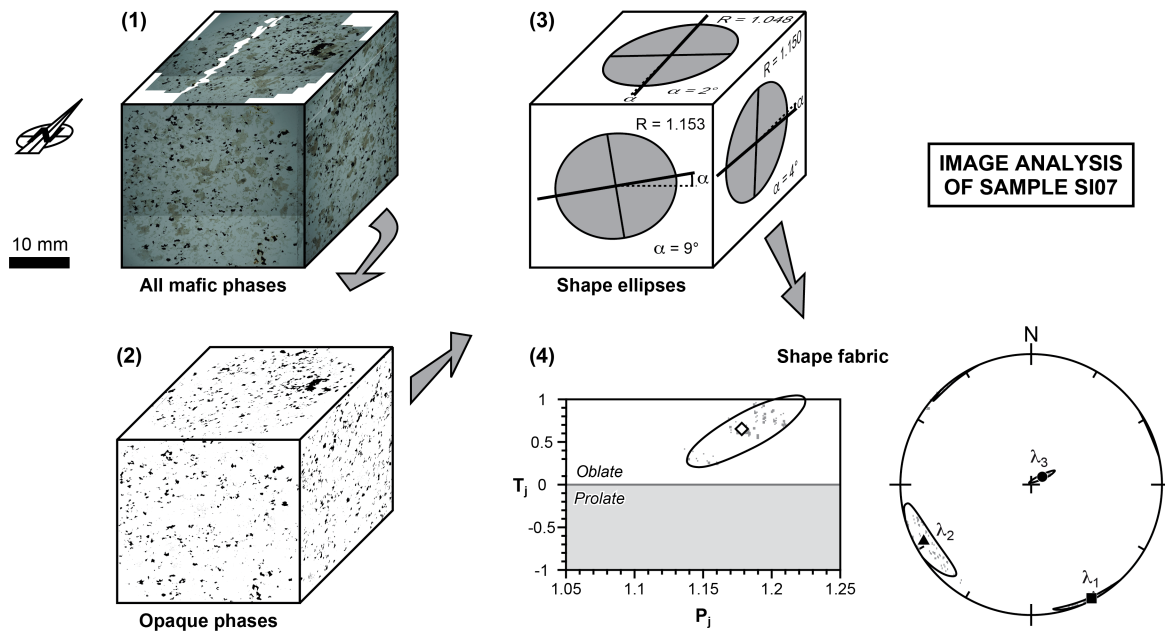 (1)
N
10 mm
All mafic phases
(2)
Opaque phases
(3)
R = 1.048
α
α = 2°
R = 1.150
α
α = 4°
R = 1.153
α
α = 9°
Shape ellipses
IMAGE ANALYSIS
OF SAMPLE SI07
(4)
Shape fabric
1
0.5
0
-0.5
-1
Tj
Oblate
Prolate
1.05
1.1
1.15
1.2
1.25
Pj
N
λ3
λ2
λ1